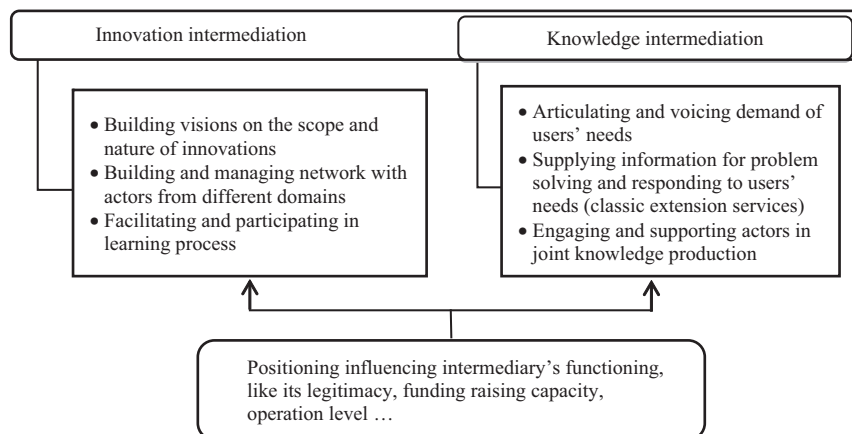 Innovation intermediation
Knowledge intermediation
• Building visions on the scope and
nature of innovations
• Building and managing network with
actors from different domains
• Facilitating and participating in
learning process
• Articulating and voicing demand of
users’ needs
• Supplying information for problem
solving and responding to users’
needs (classic extension services)
• Engaging and supporting actors in
joint knowledge production
Positioning influencing intermediary’s functioning,
like its legitimacy, funding raising capacity,
operation level …